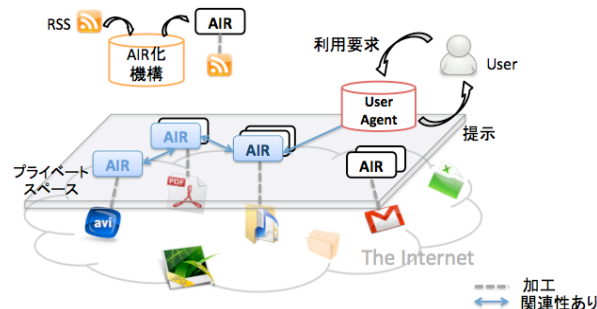 RSS
AIR化
機構
AIR
利用要求
User
User
Agent
提示
プライベート
スペース
AIR
AIR
AIR
AIR
avi
PDF
The Internet
加工
関連性あり